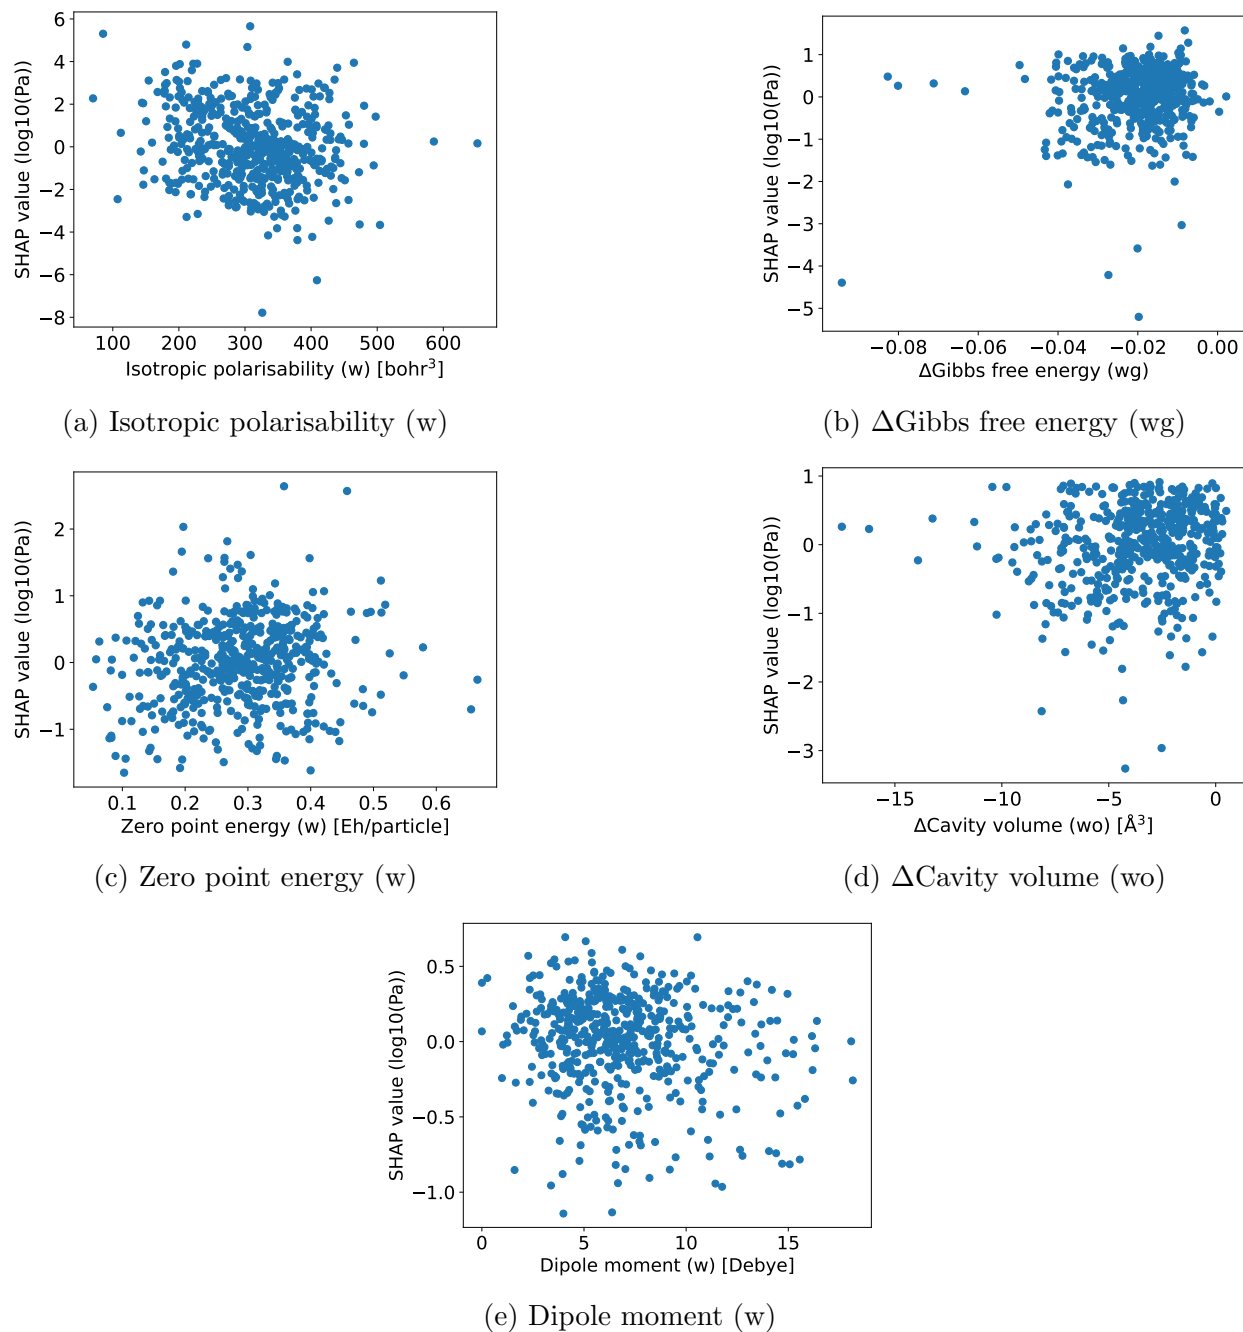 6
4
2
0
−2
−4
−6
−8
SHAP value (log10(Pa))
100 200 300 400 500 600
Isotropic polarisability (w) [bohr³]
(a) Isotropic polarisability (w)
1
0
−1
−2
−3
−4
−5
SHAP value (log10(Pa))
−0.08 −0.06 −0.04 −0.02 0.00
ΔGibbs free energy (wg)
(b) ΔGibbs free energy (wg)
2
1
0
−1
SHAP value (log10(Pa))
0.1 0.2 0.3 0.4 0.5 0.6
Zero point energy (w) [Eh/particle]
(c) Zero point energy (w)
1
0
−1
−2
−3
SHAP value (log10(Pa))
−15 −10 −5 0
ΔCavity volume (wo) [Å³]
(d) ΔCavity volume (wo)
0.5
0.0
−0.5
−1.0
SHAP value (log10(Pa))
0 5 10 15
Dipole moment (w) [Debye]
(e) Dipole moment (w)